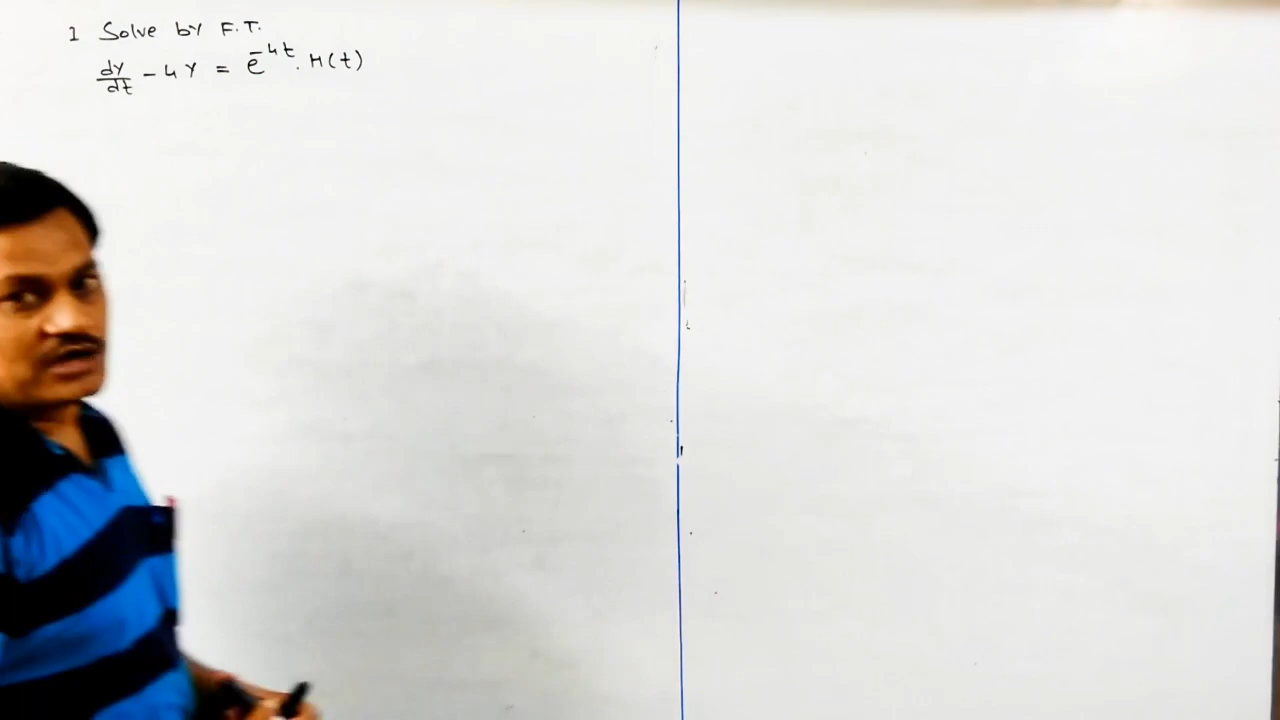 1 Solve by F.T.
dy/dt - 4y = e^-4t . H(t)